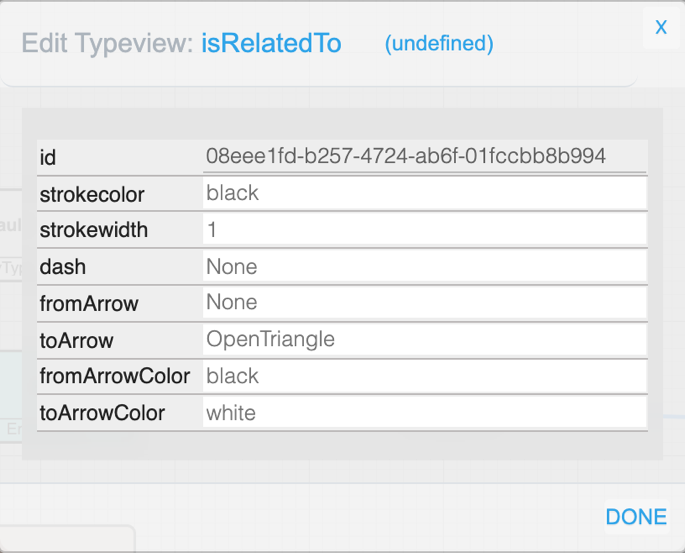 Edit Typeview: isRelatedTo (undefined) X
id 08eee1fd-b257-4724-ab6f-01fccbb8b994
strokecolor black
strokewidth 1
dash None
fromArrow None
toArrow OpenTriangle
fromArrowColor black
toArrowColor white
DONE